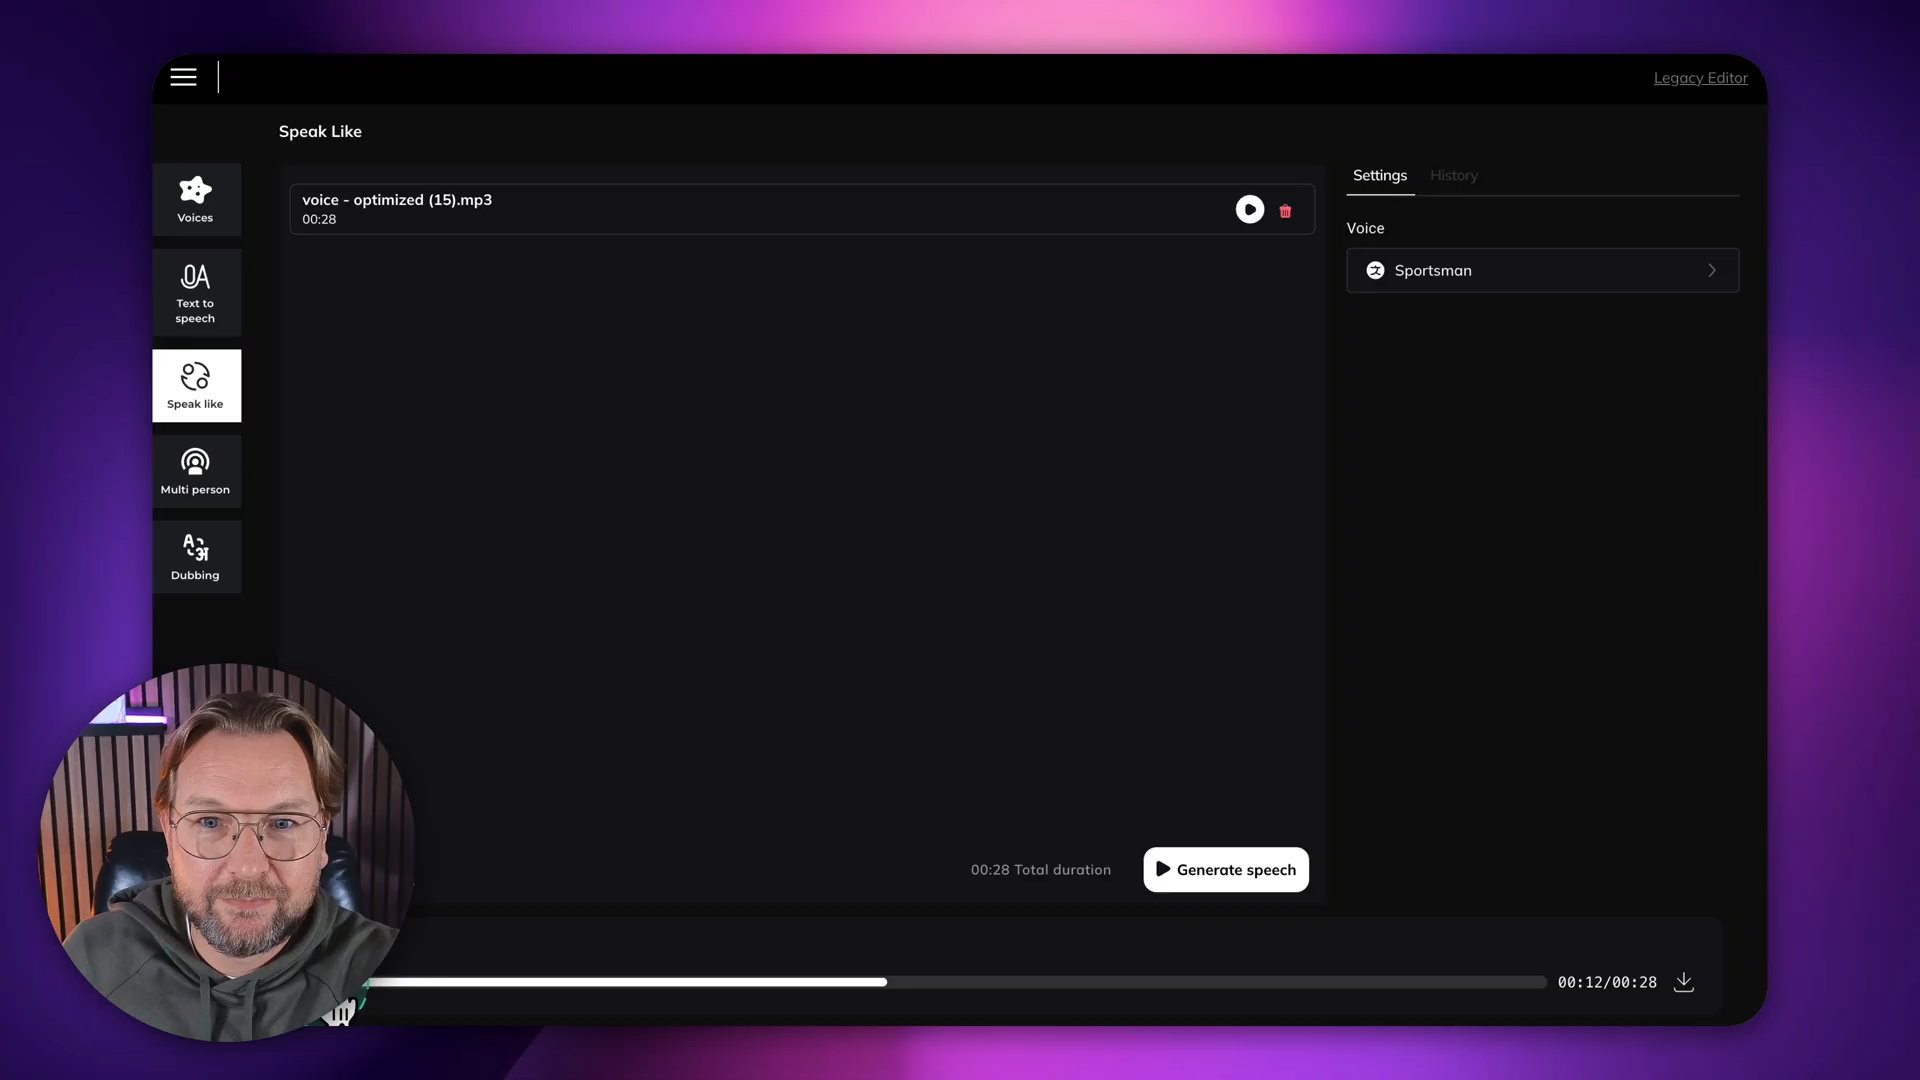 Legacy Editor
Speak Like
Voices
Text to
speech
Speak like
Multi person
Dubbing
voice - optimized (15).mp3
00:28
Settings
History
Voice
Sportsman
00:28 Total duration
Generate speech
00:12/00:28